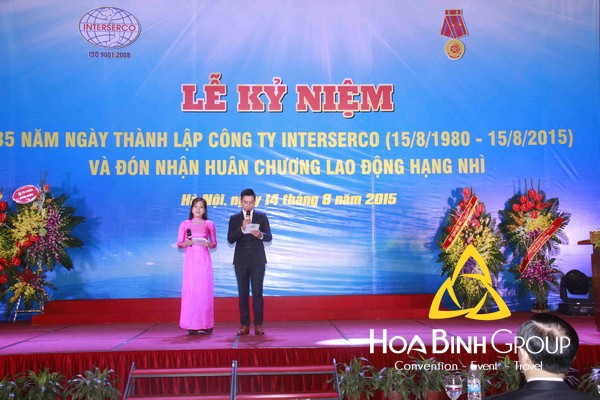 INTERSERCO
ISO 9001:2008
LỄ KỶ NIỆM
35 NĂM NGÀY THÀNH LẬP CÔNG TY INTERSERCO (15/8/1980 - 15/8/2015)
VÀ ĐÓN NHẬN HUÂN CHƯƠNG LAO ĐỘNG HẠNG NHÌ
Hà Nội, ngày 14 tháng 8 năm 2015
HOA BINH GROUP
Convention - Event - Travel